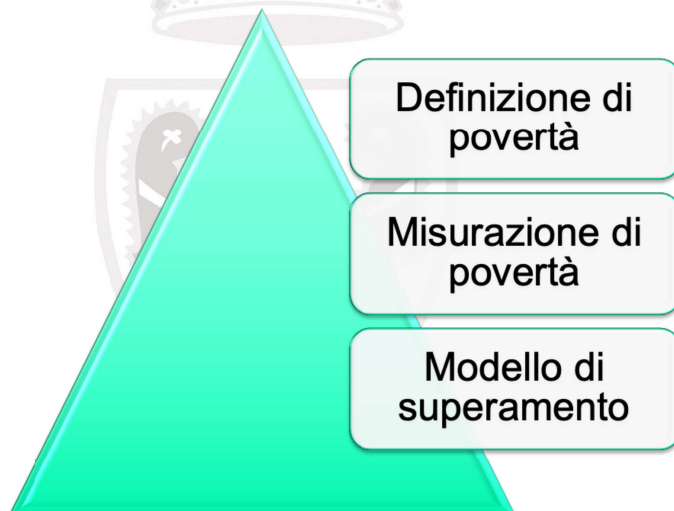 Definizione di
povertà
Misurazione di
povertà
Modello di
superamento